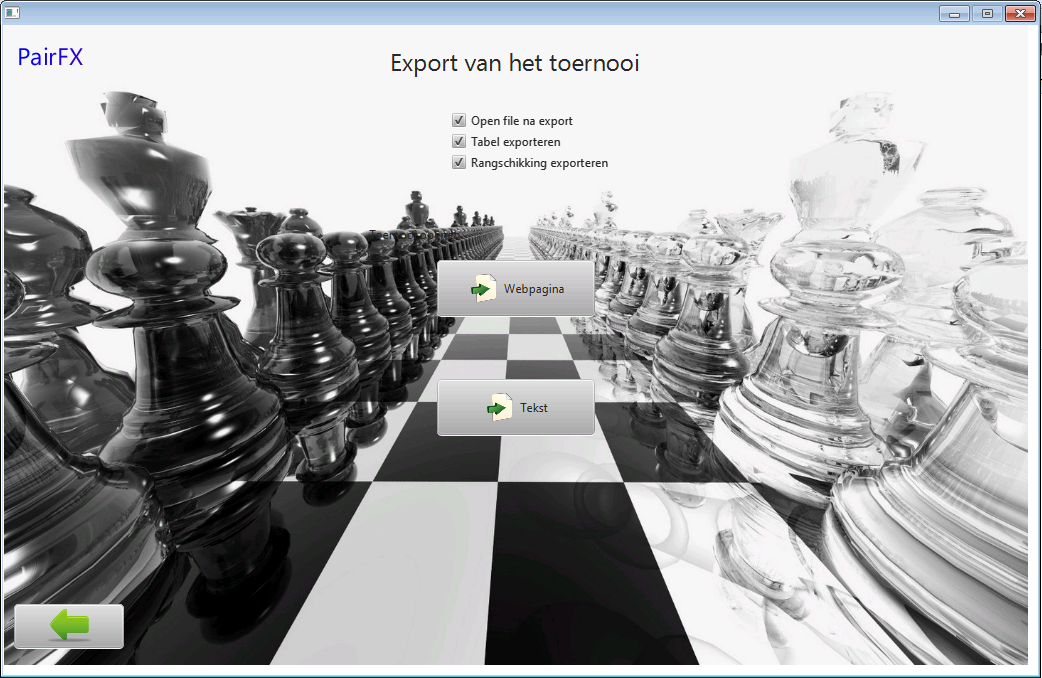 PairFX
Export van het toernooi
Open file na export
Tabel exporteren
Rangschikking exporteren
Webpagina
Tekst